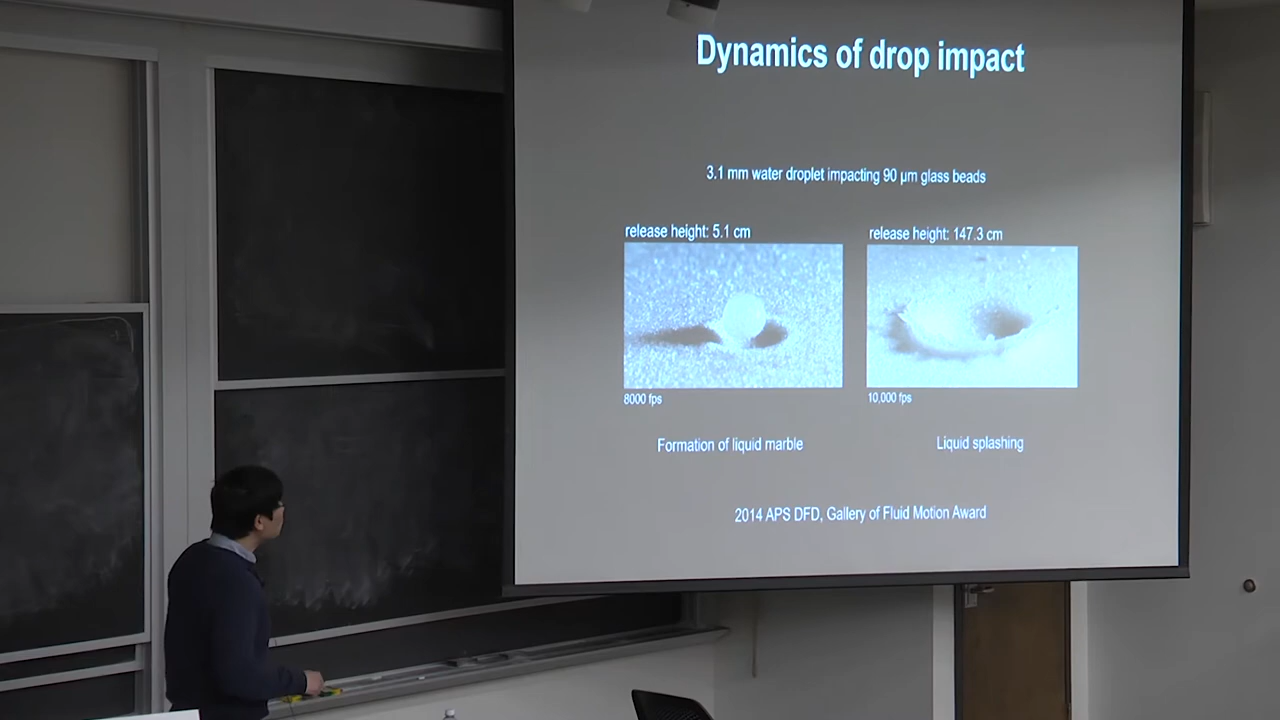 Dynamics of drop impact
3.1 mm water droplet impacting 90 µm glass beads
release height: 5.1 cm
release height: 147.3 cm
8000 fps
10,000 fps
Formation of liquid marble
Liquid splashing
2014 APS DFD, Gallery of Fluid Motion Award